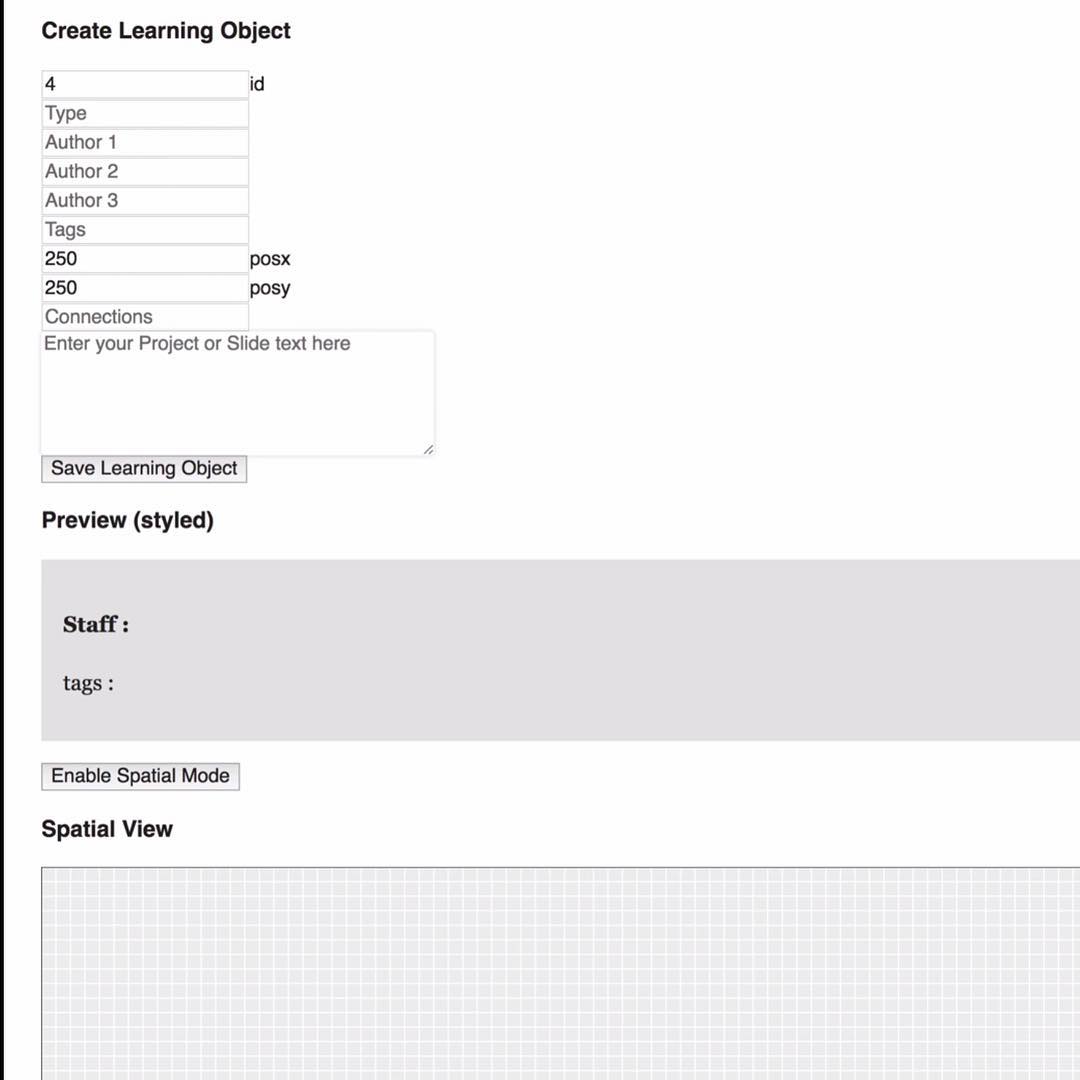 Create Learning Object
4 id
Type
Author 1
Author 2
Author 3
Tags
250 posx
250 posy
Connections
Enter your Project or Slide text here
Save Learning Object
Preview (styled)
Staff :
tags :
Enable Spatial Mode
Spatial View